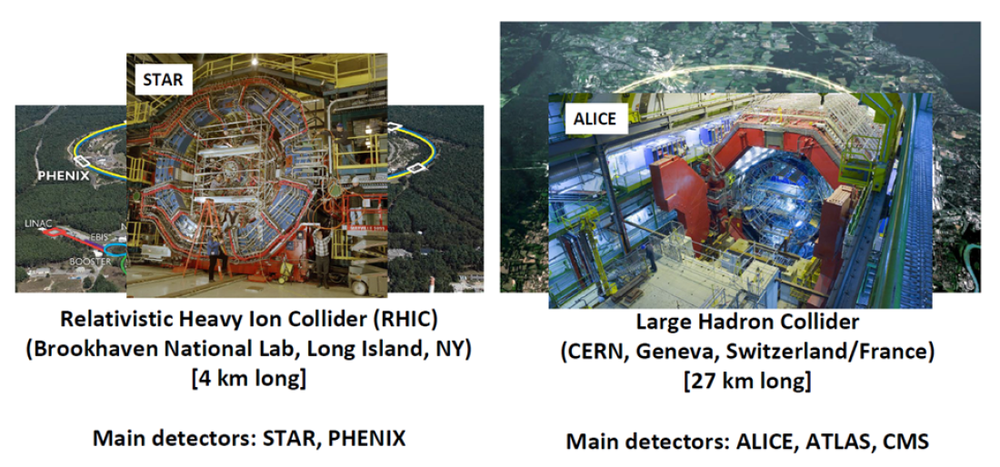 STAR
PHENIX
LINAC
EBIS
BOOSTER
Relativistic Heavy Ion Collider (RHIC)
(Brookhaven National Lab, Long Island, NY)
[4 km long]
Main detectors: STAR, PHENIX
ALICE
Large Hadron Collider
(CERN, Geneva, Switzerland/France)
[27 km long]
Main detectors: ALICE, ATLAS, CMS